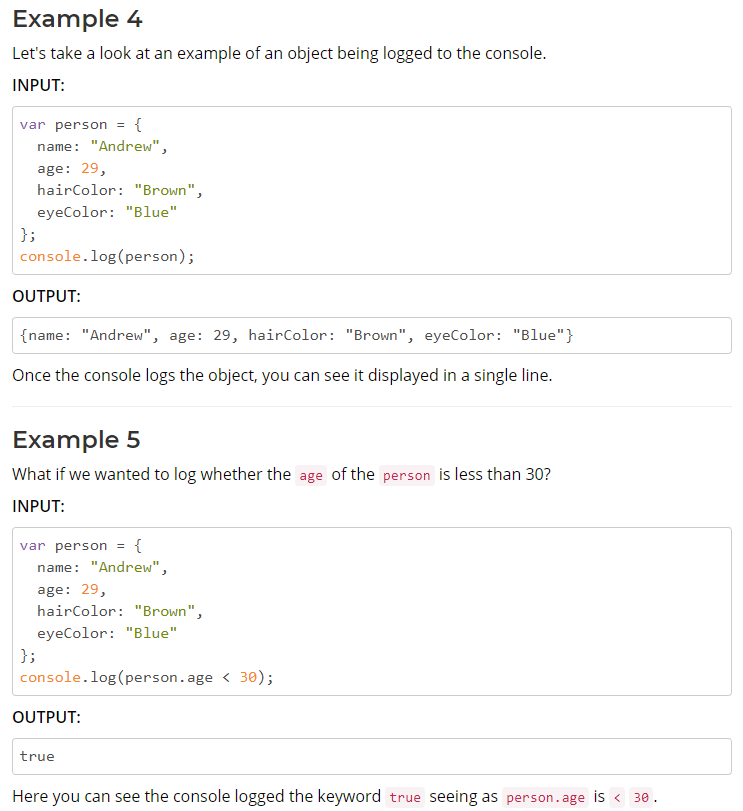 Example 4
Let's take a look at an example of an object being logged to the console.
INPUT:
var person = {
  name: "Andrew",
  age: 29,
  hairColor: "Brown",
  eyeColor: "Blue"
};
console.log(person);
OUTPUT:
{name: "Andrew", age: 29, hairColor: "Brown", eyeColor: "Blue"}
Once the console logs the object, you can see it displayed in a single line.
Example 5
What if we wanted to log whether the age of the person is less than 30?
INPUT:
var person = {
  name: "Andrew",
  age: 29,
  hairColor: "Brown",
  eyeColor: "Blue"
};
console.log(person.age < 30);
OUTPUT:
true
Here you can see the console logged the keyword true seeing as person.age is < 30.